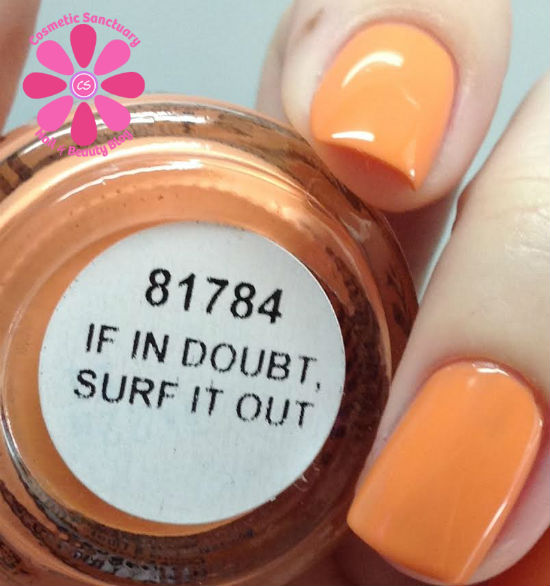 Cosmetic Sanctuary
CS
Nail & Beauty Blog
81784
IF IN DOUBT,
SURF IT OUT